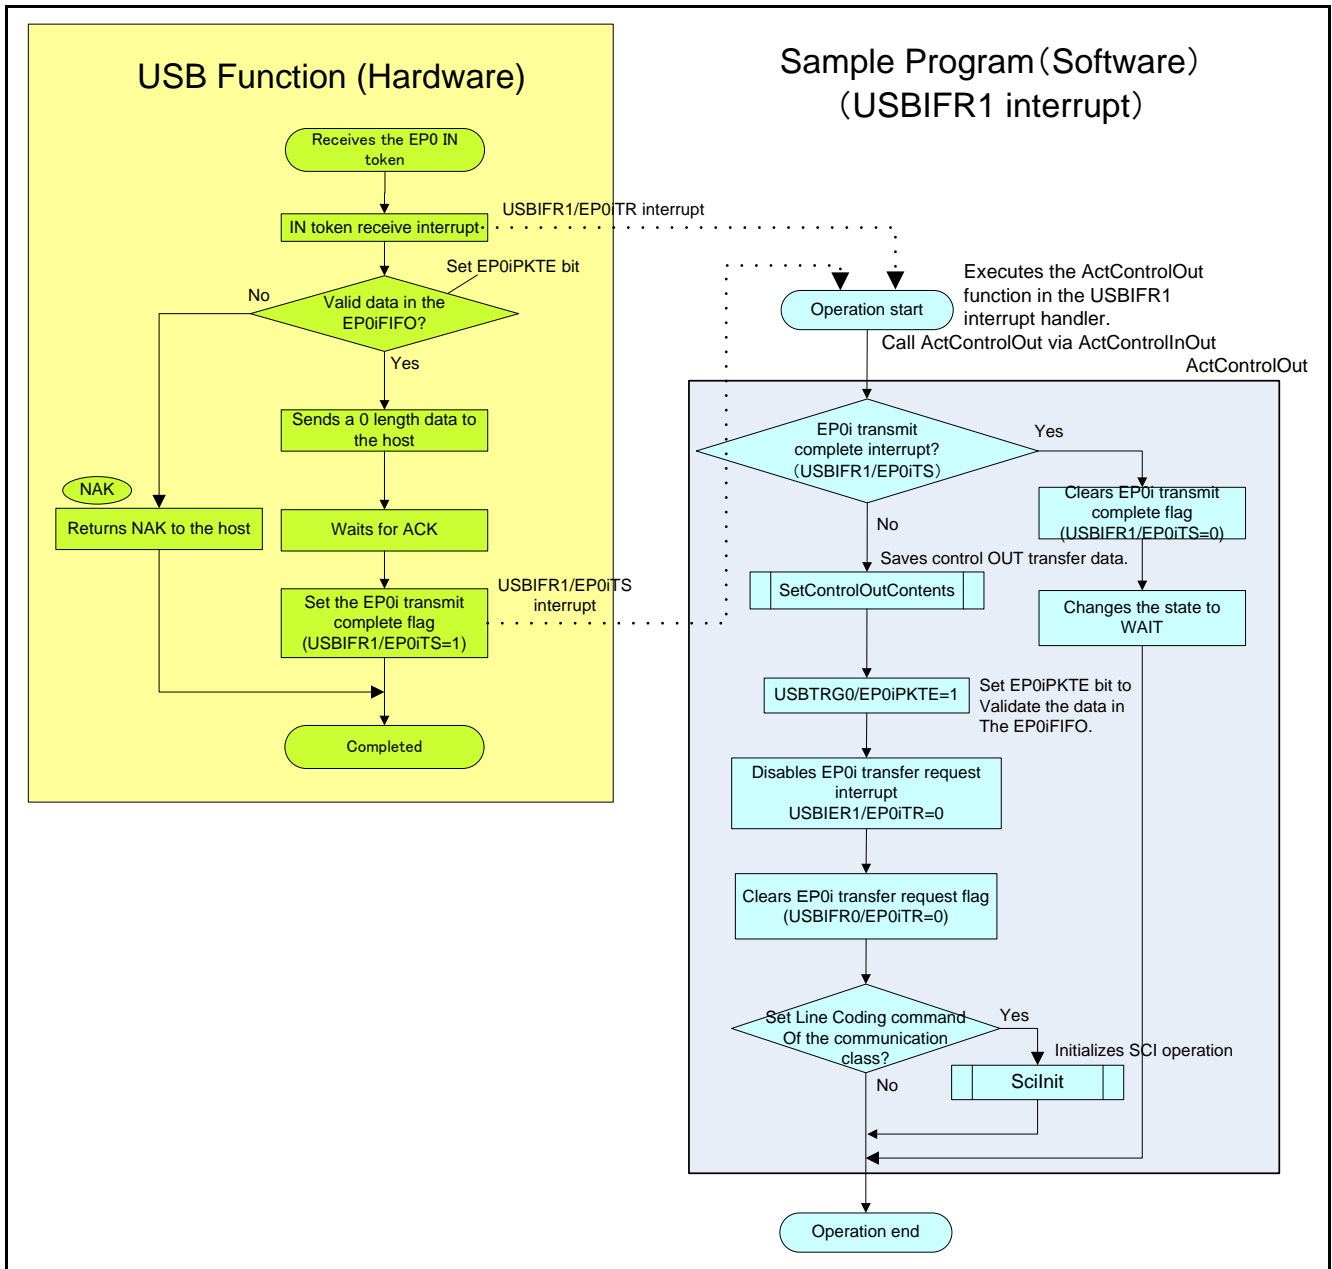 USB Function (Hardware)
Receives the EP0 IN
token
IN token receive interrupt
USBIFR1/EP0iTR interrupt
Set EP0iPKTE bit
No
Valid data in the
EP0iFIFO?
Yes
Sends a 0 length data to
the host
NAK
Returns NAK to the host
Waits for ACK
USBIFR1/EP0iTS
interrupt
Set the EP0i transmit
complete flag
(USBIFR1/EP0iTS=1)
Completed
Sample Program（Software）
（USBIFR1 interrupt）
Operation start
Executes the ActControlOut
function in the USBIFR1
interrupt handler.
Call ActControlOut via ActControlInOut
ActControlOut
EP0i transmit
complete interrupt?
（USBIFR1/EP0iTS）
Yes
Clears EP0i transmit
complete flag
(USBIFR1/EP0iTS=0)
No
Saves control OUT transfer data.
SetControlOutContents
Changes the state to
WAIT
USBTRG0/EP0iPKTE=1
Set EP0iPKTE bit to
Validate the data in
The EP0iFIFO.
Disables EP0i transfer request
interrupt
USBIER1/EP0iTR=0
Clears EP0i transfer request flag
(USBIFR0/EP0iTR=0)
Set Line Coding command
Of the communication
class?
Yes
Initializes SCI operation
SciInit
No
Operation end